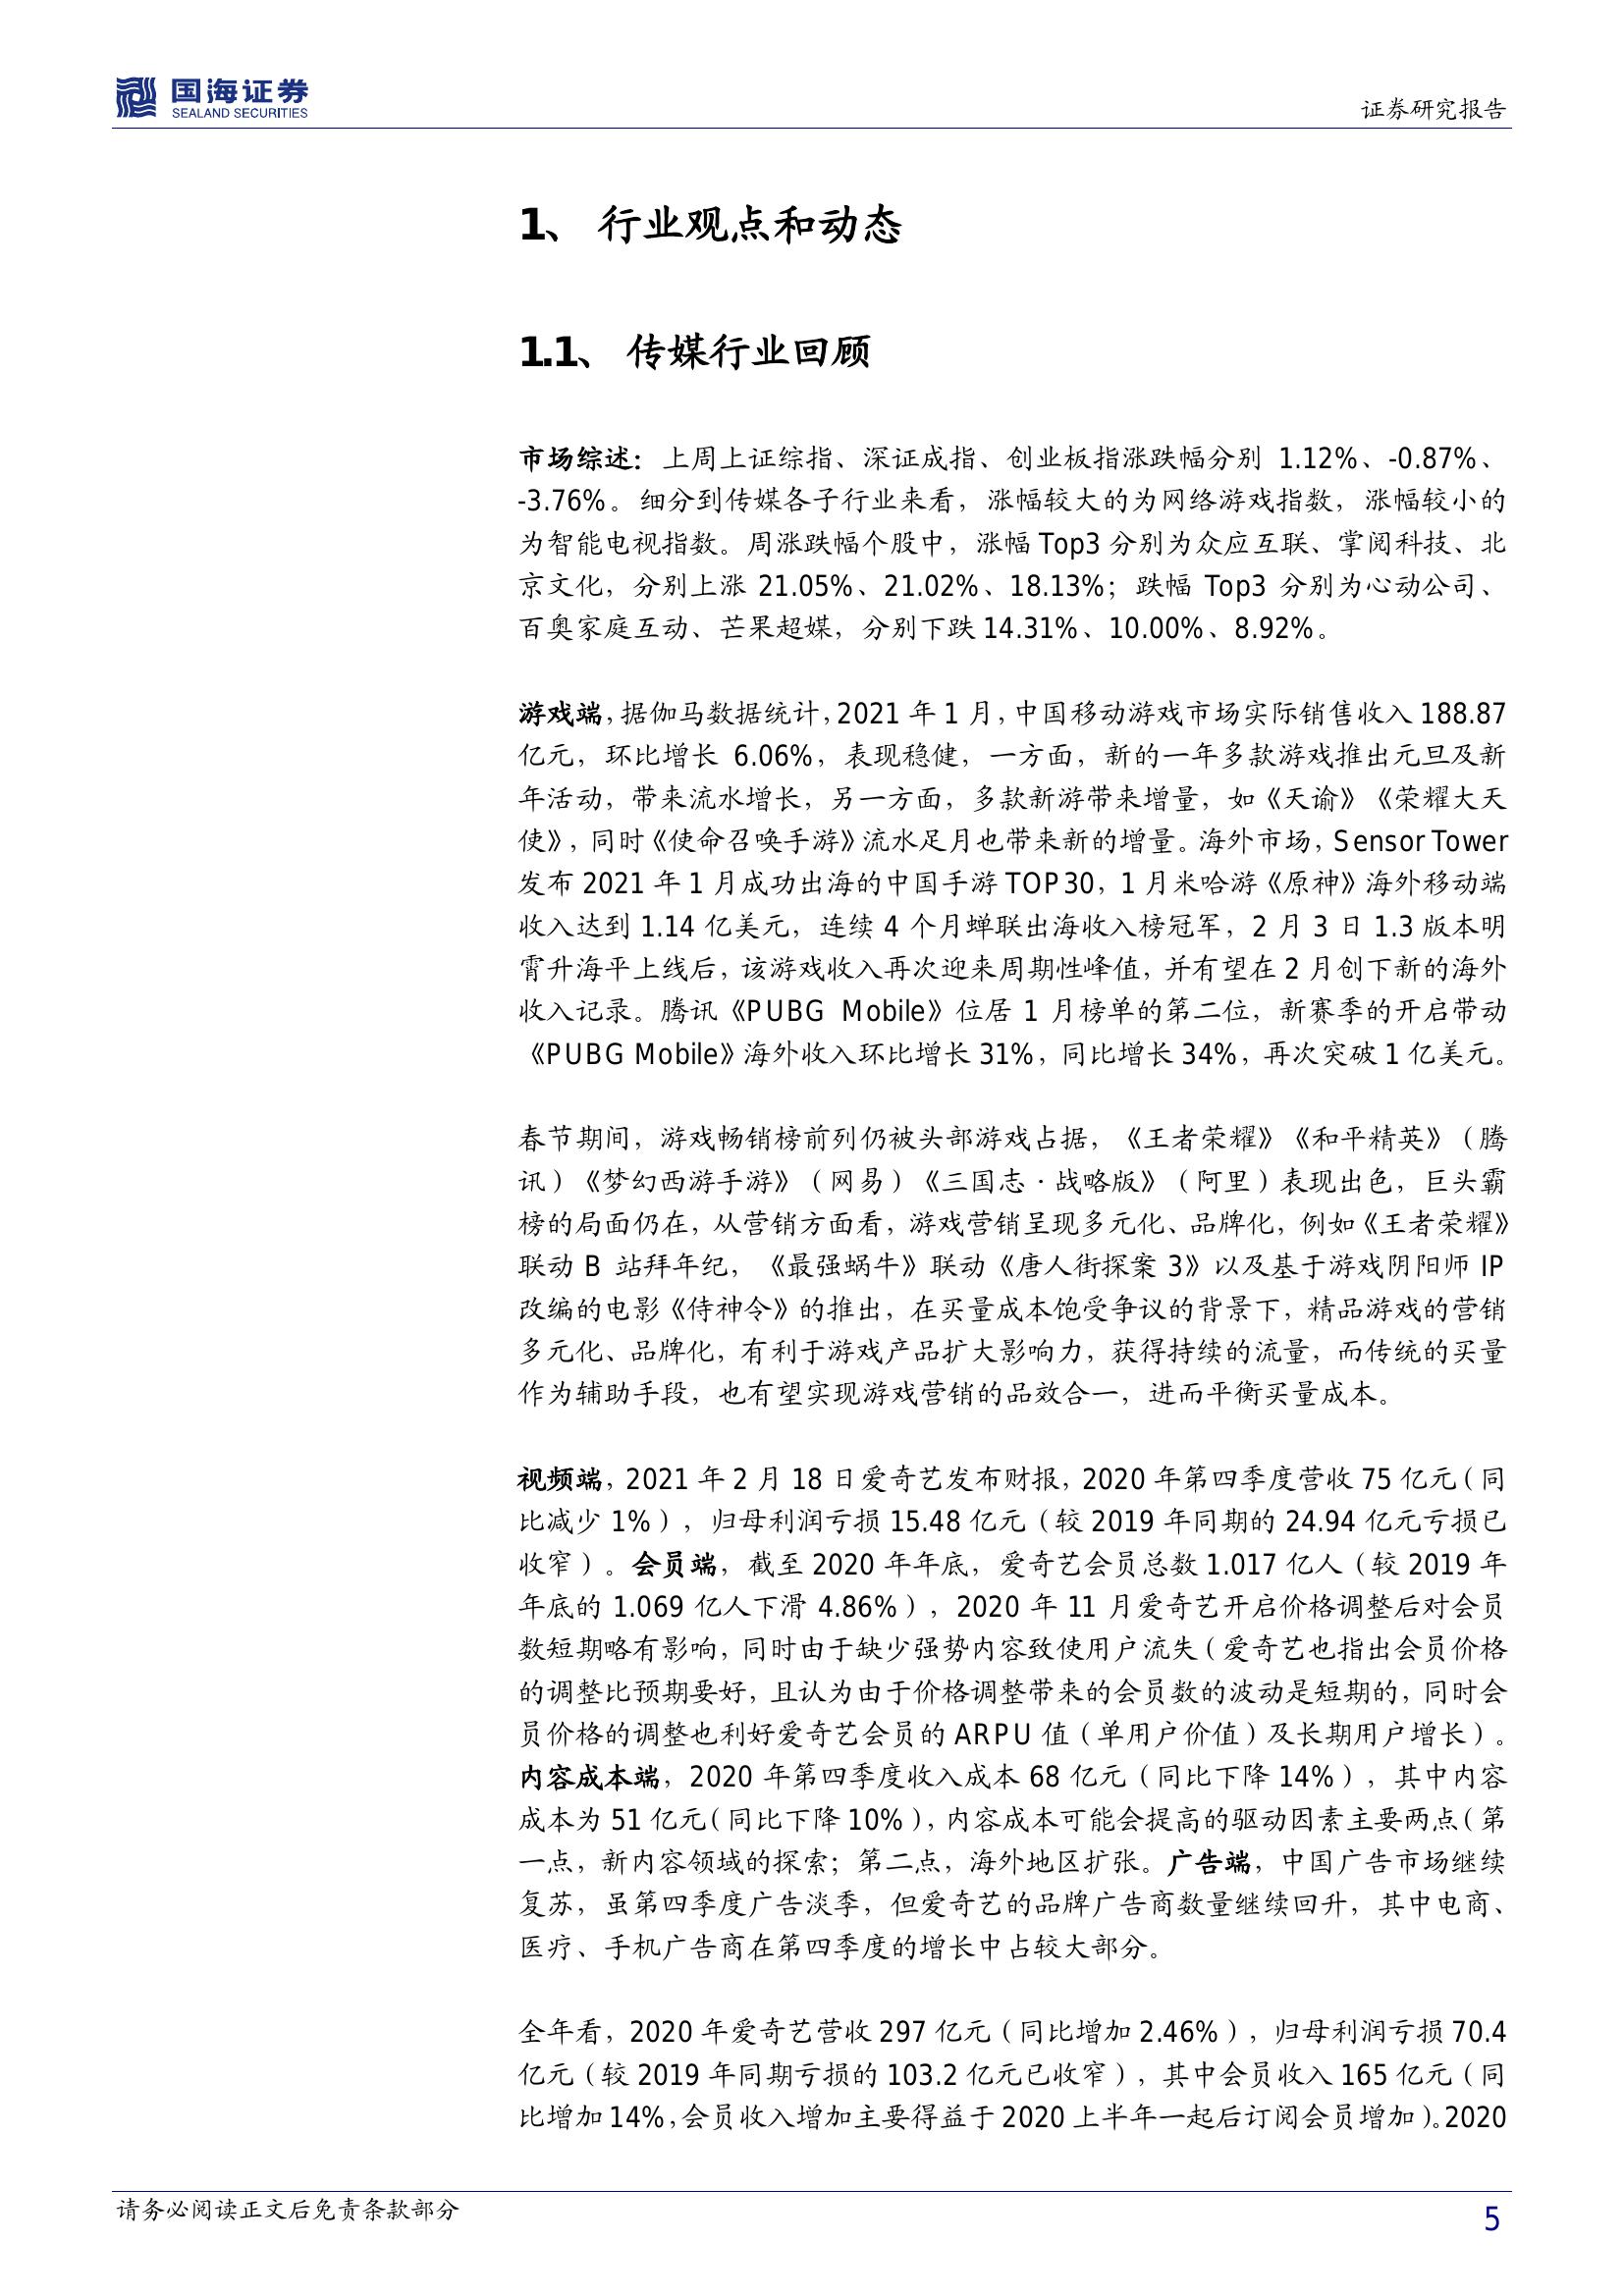 国海证券
SEALAND SECURITIES
证券研究报告
1、 行业观点和动态
1.1、 传媒行业回顾
市场综述：上周上证综指、深证成指、创业板指涨跌幅分别 1.12%、-0.87%、
-3.76%。细分到传媒各子行业来看，涨幅较大的为网络游戏指数，涨幅较小的
为智能电视指数。周涨跌幅个股中，涨幅 Top3 分别为众应互联、掌阅科技、北
京文化，分别上涨 21.05%、21.02%、18.13%；跌幅 Top3 分别为心动公司、
百奥家庭互动、芒果超媒，分别下跌 14.31%、10.00%、8.92%。
游戏端，据伽马数据统计，2021 年 1 月，中国移动游戏市场实际销售收入 188.87
亿元，环比增长 6.06%，表现稳健，一方面，新的一年多款游戏推出元旦及新
年活动，带来流水增长，另一方面，多款新游带来增量，如《天谕》《荣耀大天
使》，同时《使命召唤手游》流水足月也带来新的增量。海外市场，Sensor Tower
发布 2021 年 1 月成功出海的中国手游 TOP30，1 月米哈游《原神》海外移动端
收入达到 1.14 亿美元，连续 4 个月蝉联出海收入榜冠军，2 月 3 日 1.3 版本明
霄升海平上线后，该游戏收入再次迎来周期性峰值，并有望在 2 月创下新的海外
收入记录。腾讯《PUBG Mobile》位居 1 月榜单的第二位，新赛季的开启带动
《PUBG Mobile》海外收入环比增长 31%，同比增长 34%，再次突破 1 亿美元。
春节期间，游戏畅销榜前列仍被头部游戏占据，《王者荣耀》《和平精英》（腾
讯）《梦幻西游手游》（网易）《三国志·战略版》（阿里）表现出色，巨头霸
榜的局面仍在，从营销方面看，游戏营销呈现多元化、品牌化，例如《王者荣耀》
联动 B 站拜年纪，《最强蜗牛》联动《唐人街探案 3》以及基于游戏阴阳师 IP
改编的电影《侍神令》的推出，在买量成本饱受争议的背景下，精品游戏的营销
多元化、品牌化，有利于游戏产品扩大影响力，获得持续的流量，而传统的买量
作为辅助手段，也有望实现游戏营销的品效合一，进而平衡买量成本。
视频端，2021 年 2 月 18 日爱奇艺发布财报，2020 年第四季度营收 75 亿元（同
比减少 1%），归母利润亏损 15.48 亿元（较 2019 年同期的 24.94 亿元亏损已
收窄）。会员端，截至 2020 年年底，爱奇艺会员总数 1.017 亿人（较 2019 年
年底的 1.069 亿人下滑 4.86%），2020 年 11 月爱奇艺开启价格调整后对会员
数短期略有影响，同时由于缺少强势内容致使用户流失（爱奇艺也指出会员价格
的调整比预期要好，且认为由于价格调整带来的会员数的波动是短期的，同时会
员价格的调整也利好爱奇艺会员的 ARPU 值（单用户价值）及长期用户增长）。
内容成本端，2020 年第四季度收入成本 68 亿元（同比下降 14%），其中内容
成本为 51 亿元（同比下降 10%），内容成本可能会提高的驱动因素主要两点（第
一点，新内容领域的探索；第二点，海外地区扩张。广告端，中国广告市场继续
复苏，虽第四季度广告淡季，但爱奇艺的品牌广告商数量继续回升，其中电商、
医疗、手机广告商在第四季度的增长中占较大部分。
全年看，2020 年爱奇艺营收 297 亿元（同比增加 2.46%），归母利润亏损 70.4
亿元（较 2019 年同期亏损的 103.2 亿元已收窄），其中会员收入 165 亿元（同
比增加 14%，会员收入增加主要得益于 2020 上半年一起后订阅会员增加）。2020
请务必阅读正文后免责条款部分
5